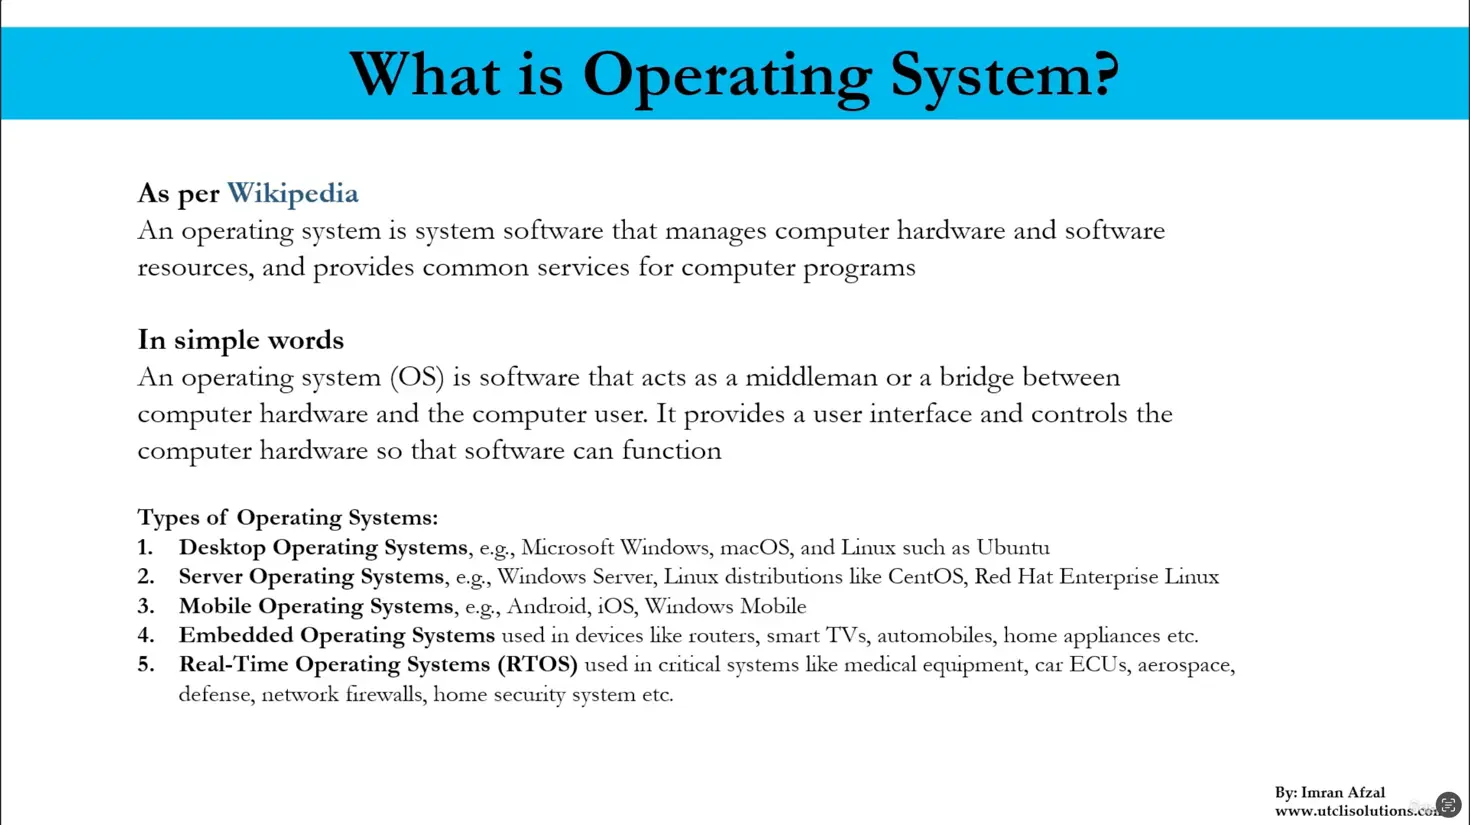 What is Operating System?
As per Wikipedia
An operating system is system software that manages computer hardware and software
resources, and provides common services for computer programs
In simple words
An operating system (OS) is software that acts as a middleman or a bridge between
computer hardware and the computer user. It provides a user interface and controls the
computer hardware so that software can function
Types of Operating Systems:
1. Desktop Operating Systems, e.g., Microsoft Windows, macOS, and Linux such as Ubuntu
2. Server Operating Systems, e.g., Windows Server, Linux distributions like CentOS, Red Hat Enterprise Linux
3. Mobile Operating Systems, e.g., Android, iOS, Windows Mobile
4. Embedded Operating Systems used in devices like routers, smart TVs, automobiles, home appliances etc.
5. Real-Time Operating Systems (RTOS) used in critical systems like medical equipment, car ECUs, aerospace,
defense, network firewalls, home security system etc.
By: Imran Afzal
www.utclisolutions.com